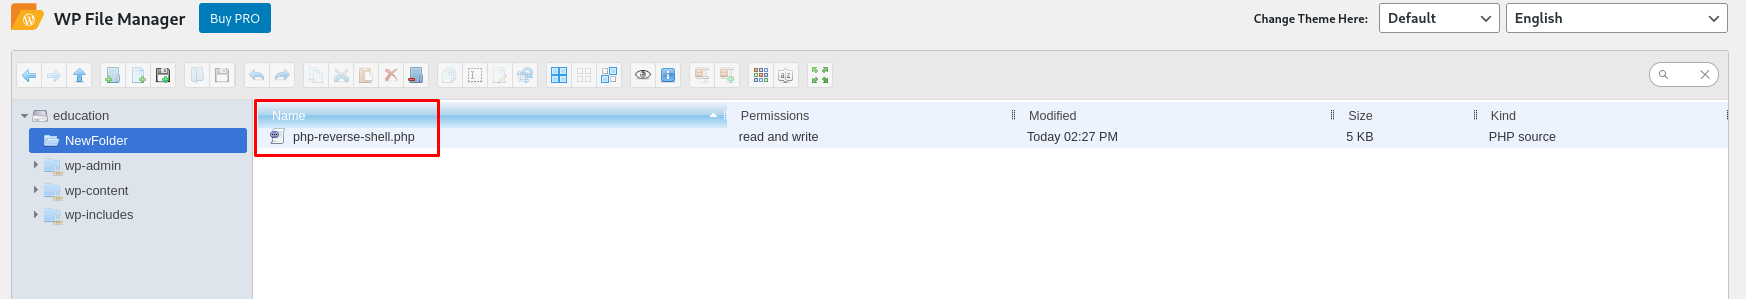 WP File Manager Buy PRO Change Theme Here: Default English
education
Name Permissions Modified Size Kind
NewFolder
php-reverse-shell.php read and write Today 02:27 PM 5 KB PHP source
wp-admin
wp-content
wp-includes